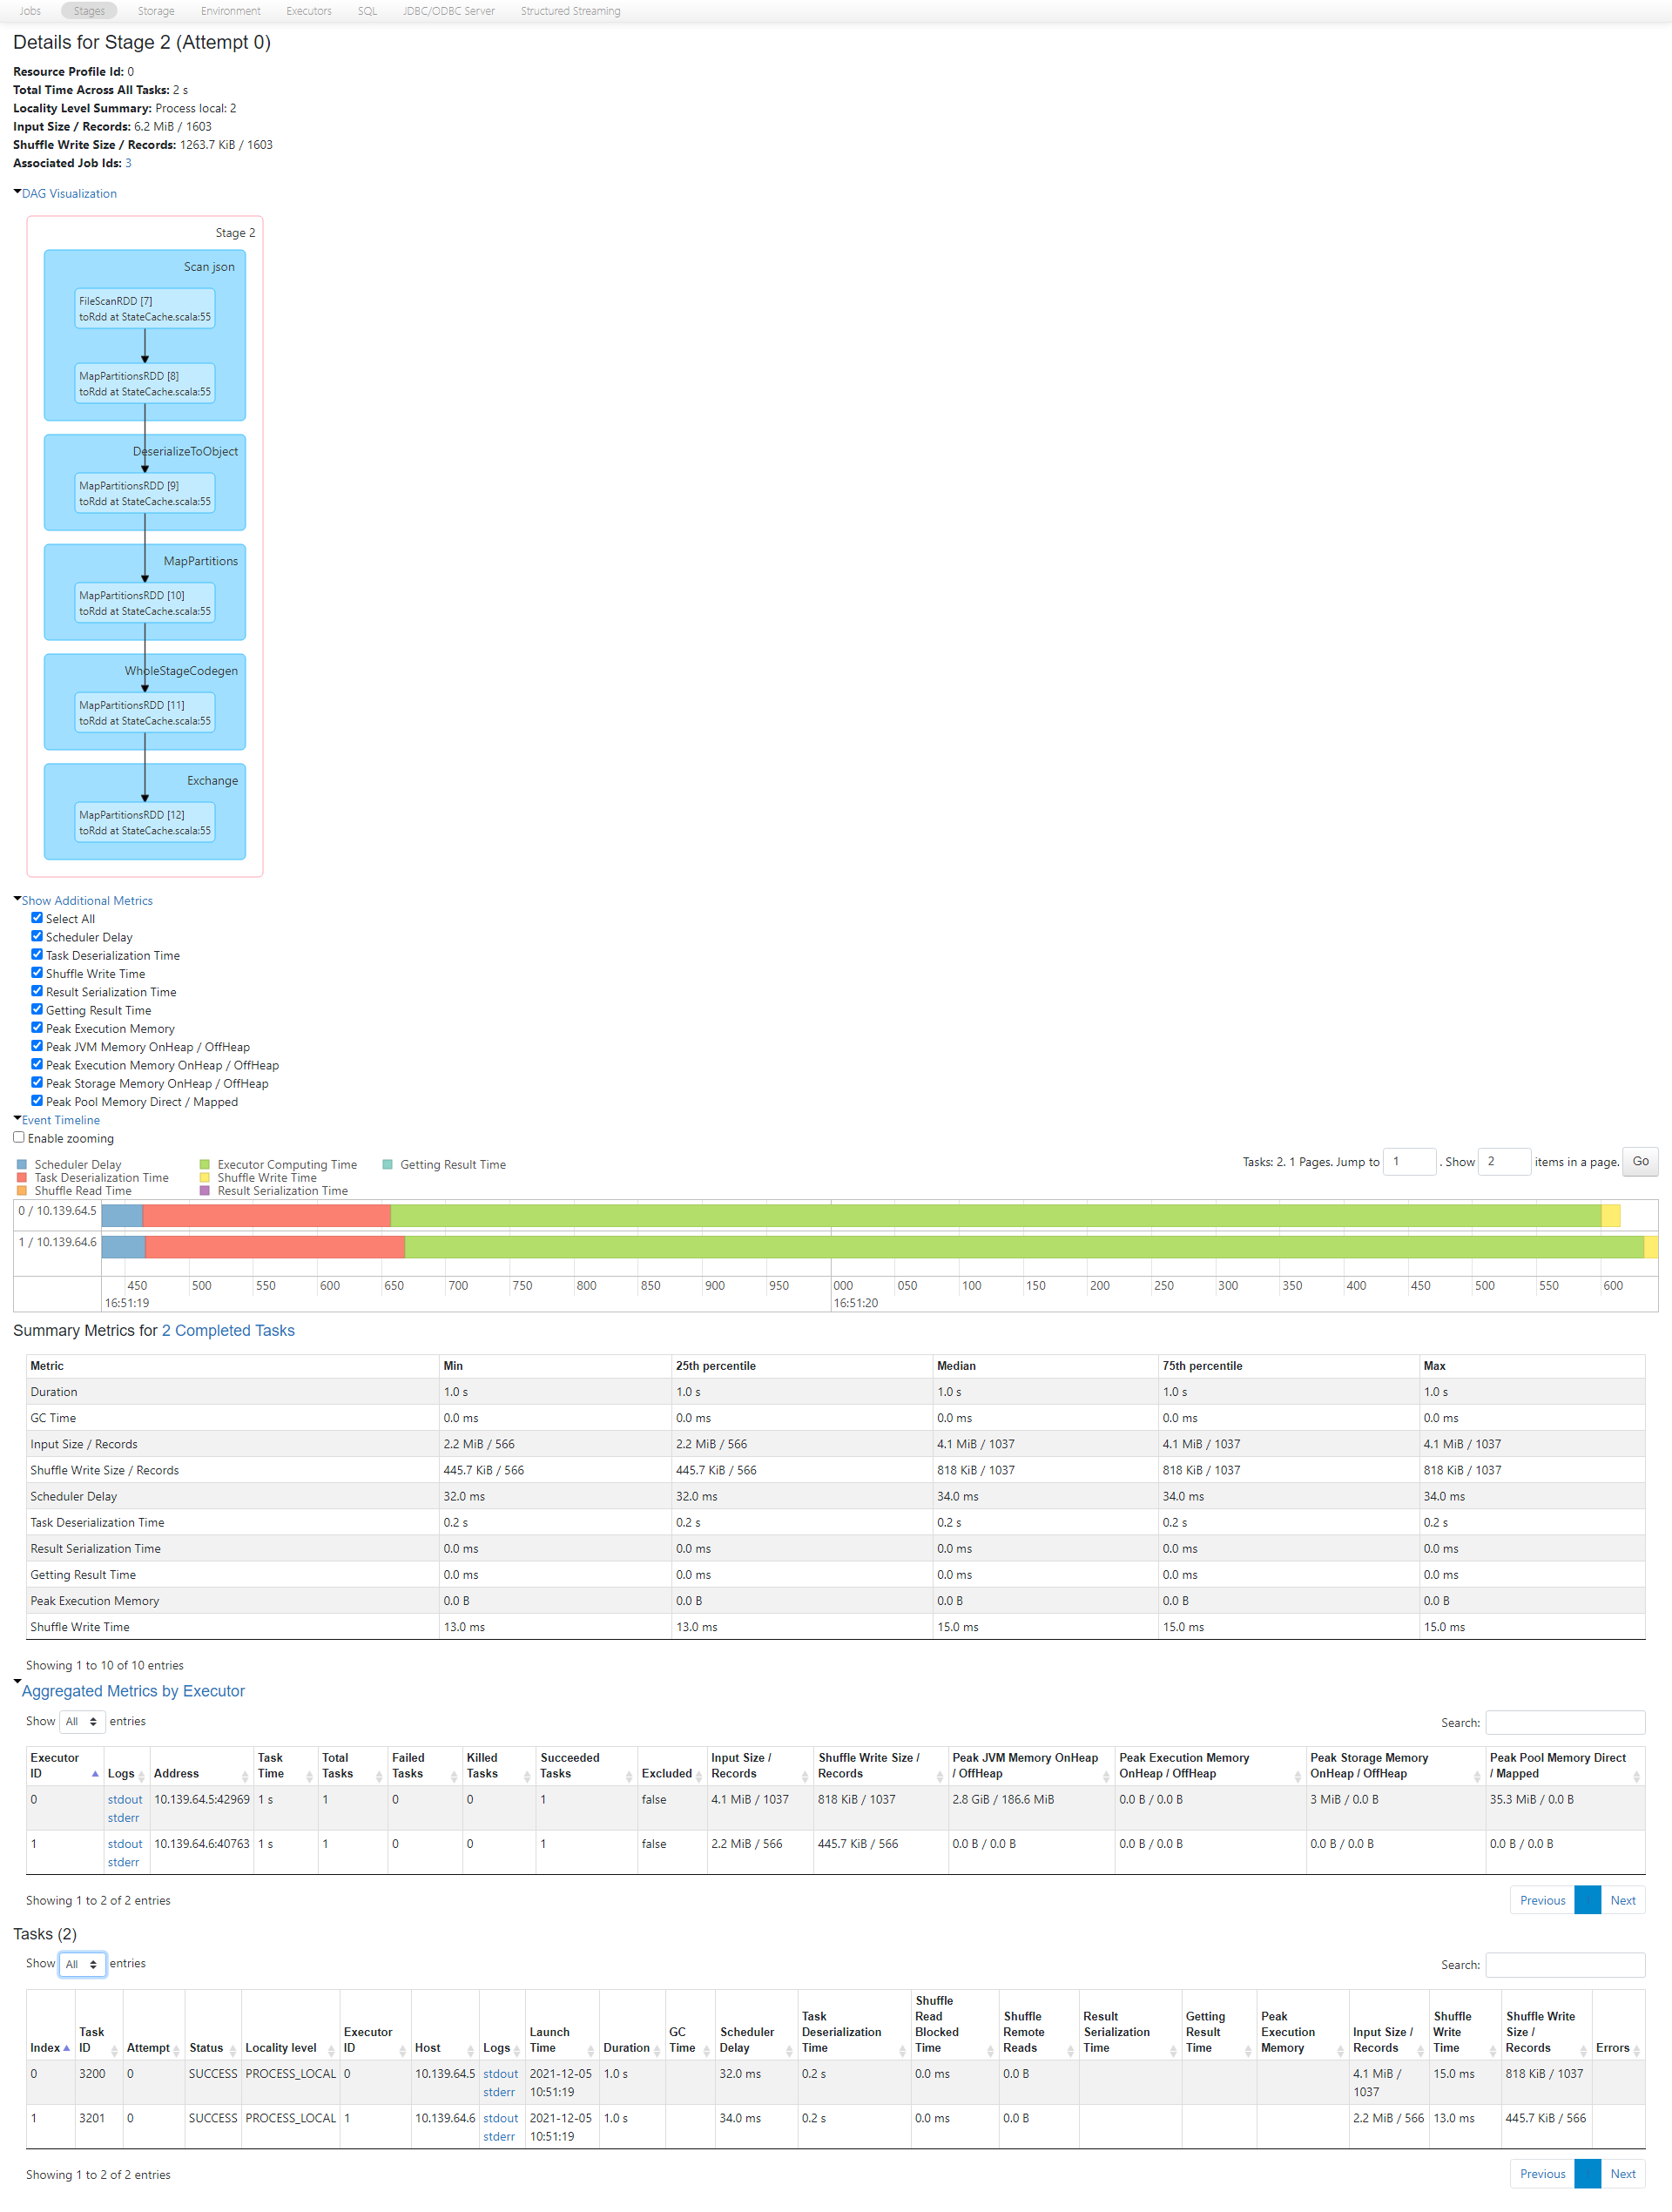 Jobs Stages Storage Environment Executors SQL JDBC/ODBC Server Structured Streaming
Details for Stage 2 (Attempt 0)
Resource Profile Id: 0
Total Time Across All Tasks: 2 s
Locality Level Summary: Process local: 2
Input Size / Records: 6.2 MiB / 1603
Shuffle Write Size / Records: 1263.7 KiB / 1603
Associated Job Ids: 3
DAG Visualization
Stage 2
Scan json
FileScanRDD [7]
toRdd at StateCache.scala:55
MapPartitionsRDD [8]
toRdd at StateCache.scala:55
DeserializeToObject
MapPartitionsRDD [9]
toRdd at StateCache.scala:55
MapPartitions
MapPartitionsRDD [10]
toRdd at StateCache.scala:55
WholeStageCodegen
MapPartitionsRDD [11]
toRdd at StateCache.scala:55
Exchange
MapPartitionsRDD [12]
toRdd at StateCache.scala:55
Show Additional Metrics
Select All
Scheduler Delay
Task Deserialization Time
Shuffle Write Time
Result Serialization Time
Getting Result Time
Peak Execution Memory
Peak JVM Memory OnHeap / OffHeap
Peak Execution Memory OnHeap / OffHeap
Peak Storage Memory OnHeap / OffHeap
Peak Pool Memory Direct / Mapped
Event Timeline
Enable zooming
Scheduler Delay Executor Computing Time Getting Result Time Tasks: 2. 1 Pages. Jump to 1 . Show 2 items in a page. Go
Task Deserialization Time Shuffle Write Time
Shuffle Read Time Result Serialization Time
0 / 10.139.64.5
1 / 10.139.64.6
450 500 550 600 650 700 750 800 850 900 950 000 050 100 150 200 250 300 350 400 450 500 550 600
16:51:19 16:51:20
Summary Metrics for 2 Completed Tasks
Metric Min 25th percentile Median 75th percentile Max
Duration 1.0 s 1.0 s 1.0 s 1.0 s 1.0 s
GC Time 0.0 ms 0.0 ms 0.0 ms 0.0 ms 0.0 ms
Input Size / Records 2.2 MiB / 566 2.2 MiB / 566 4.1 MiB / 1037 4.1 MiB / 1037 4.1 MiB / 1037
Shuffle Write Size / Records 445.7 KiB / 566 445.7 KiB / 566 818 KiB / 1037 818 KiB / 1037 818 KiB / 1037
Scheduler Delay 32.0 ms 32.0 ms 34.0 ms 34.0 ms 34.0 ms
Task Deserialization Time 0.2 s 0.2 s 0.2 s 0.2 s 0.2 s
Result Serialization Time 0.0 ms 0.0 ms 0.0 ms 0.0 ms 0.0 ms
Getting Result Time 0.0 ms 0.0 ms 0.0 ms 0.0 ms 0.0 ms
Peak Execution Memory 0.0 B 0.0 B 0.0 B 0.0 B 0.0 B
Shuffle Write Time 13.0 ms 13.0 ms 15.0 ms 15.0 ms 15.0 ms
Showing 1 to 10 of 10 entries
Aggregated Metrics by Executor
Show All entries Search:
Executor ID Logs Address Task Time Total Tasks Failed Tasks Killed Tasks Succeeded Tasks Excluded Input Size / Records Shuffle Write Size / Records Peak JVM Memory OnHeap / OffHeap Peak Execution Memory OnHeap / OffHeap Peak Storage Memory OnHeap / OffHeap Peak Pool Memory Direct / Mapped
0 stdout 10.139.64.5:42969 1 s 1 0 0 1 false 4.1 MiB / 1037 818 KiB / 1037 2.8 GiB / 186.6 MiB 0.0 B / 0.0 B 3 MiB / 0.0 B 35.3 MiB / 0.0 B
stderr
1 stdout 10.139.64.6:40763 1 s 1 0 0 1 false 2.2 MiB / 566 445.7 KiB / 566 0.0 B / 0.0 B 0.0 B / 0.0 B 0.0 B / 0.0 B 0.0 B / 0.0 B
stderr
Showing 1 to 2 of 2 entries Previous Next
Tasks (2)
Show All entries Search:
Index Task ID Attempt Status Locality level Executor ID Host Logs Launch Time Duration GC Time Scheduler Delay Task Deserialization Time Shuffle Read Blocked Time Shuffle Remote Reads Result Serialization Time Getting Result Time Peak Execution Memory Input Size / Records Shuffle Write Time Shuffle Write Size / Records Errors
0 3200 0 SUCCESS PROCESS_LOCAL 0 10.139.64.5 stdout 2021-12-05 1.0 s 32.0 ms 0.2 s 0.0 ms 0.0 B 4.1 MiB / 15.0 ms 818 KiB / 1037
stderr 10:51:19 1037
1 3201 0 SUCCESS PROCESS_LOCAL 1 10.139.64.6 stdout 2021-12-05 1.0 s 34.0 ms 0.2 s 0.0 ms 0.0 B 2.2 MiB / 566 13.0 ms 445.7 KiB / 566
stderr 10:51:19
Showing 1 to 2 of 2 entries Previous Next